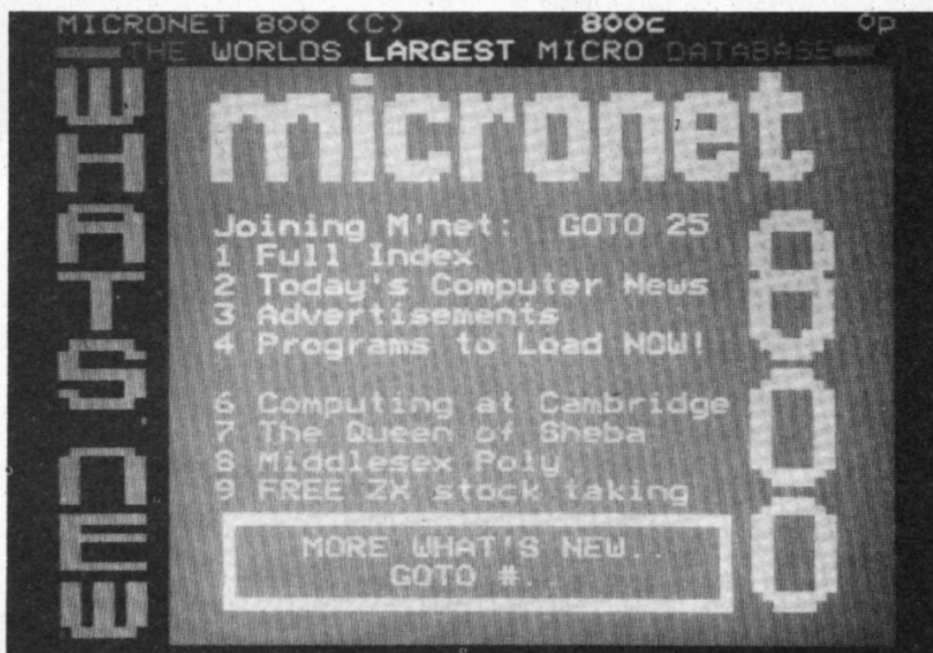 MICRONET 800 (C) 800c 0p
THE WORLDS LARGEST MICRO DATABASE
WHATS NEW
micronet
800
Joining M'net: GOTO 25
1 Full Index
2 Today's Computer News
3 Advertisements
4 Programs to Load NOW!
6 Computing at Cambridge
7 The Queen of Sheba
8 Middlesex Poly
9 FREE ZX stock taking
MORE WHAT'S NEW..
GOTO #..